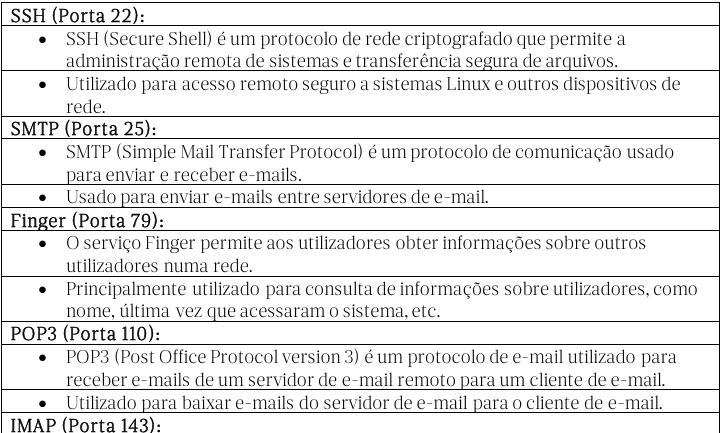 SSH (Porta 22):
• SSH (Secure Shell) é um protocolo de rede criptografado que permite a
administração remota de sistemas e transferência segura de arquivos.
• Utilizado para acesso remoto seguro a sistemas Linux e outros dispositivos de
rede.
SMTP (Porta 25):
• SMTP (Simple Mail Transfer Protocol) é um protocolo de comunicação usado
para enviar e receber e-mails.
• Usado para enviar e-mails entre servidores de e-mail.
Finger (Porta 79):
• O serviço Finger permite aos utilizadores obter informações sobre outros
utilizadores numa rede.
• Principalmente utilizado para consulta de informações sobre utilizadores, como
nome, última vez que acessaram o sistema, etc.
POP3 (Porta 110):
• POP3 (Post Office Protocol version 3) é um protocolo de e-mail utilizado para
receber e-mails de um servidor de e-mail remoto para um cliente de e-mail.
• Utilizado para baixar e-mails do servidor de e-mail para o cliente de e-mail.
IMAP (Porta 143):